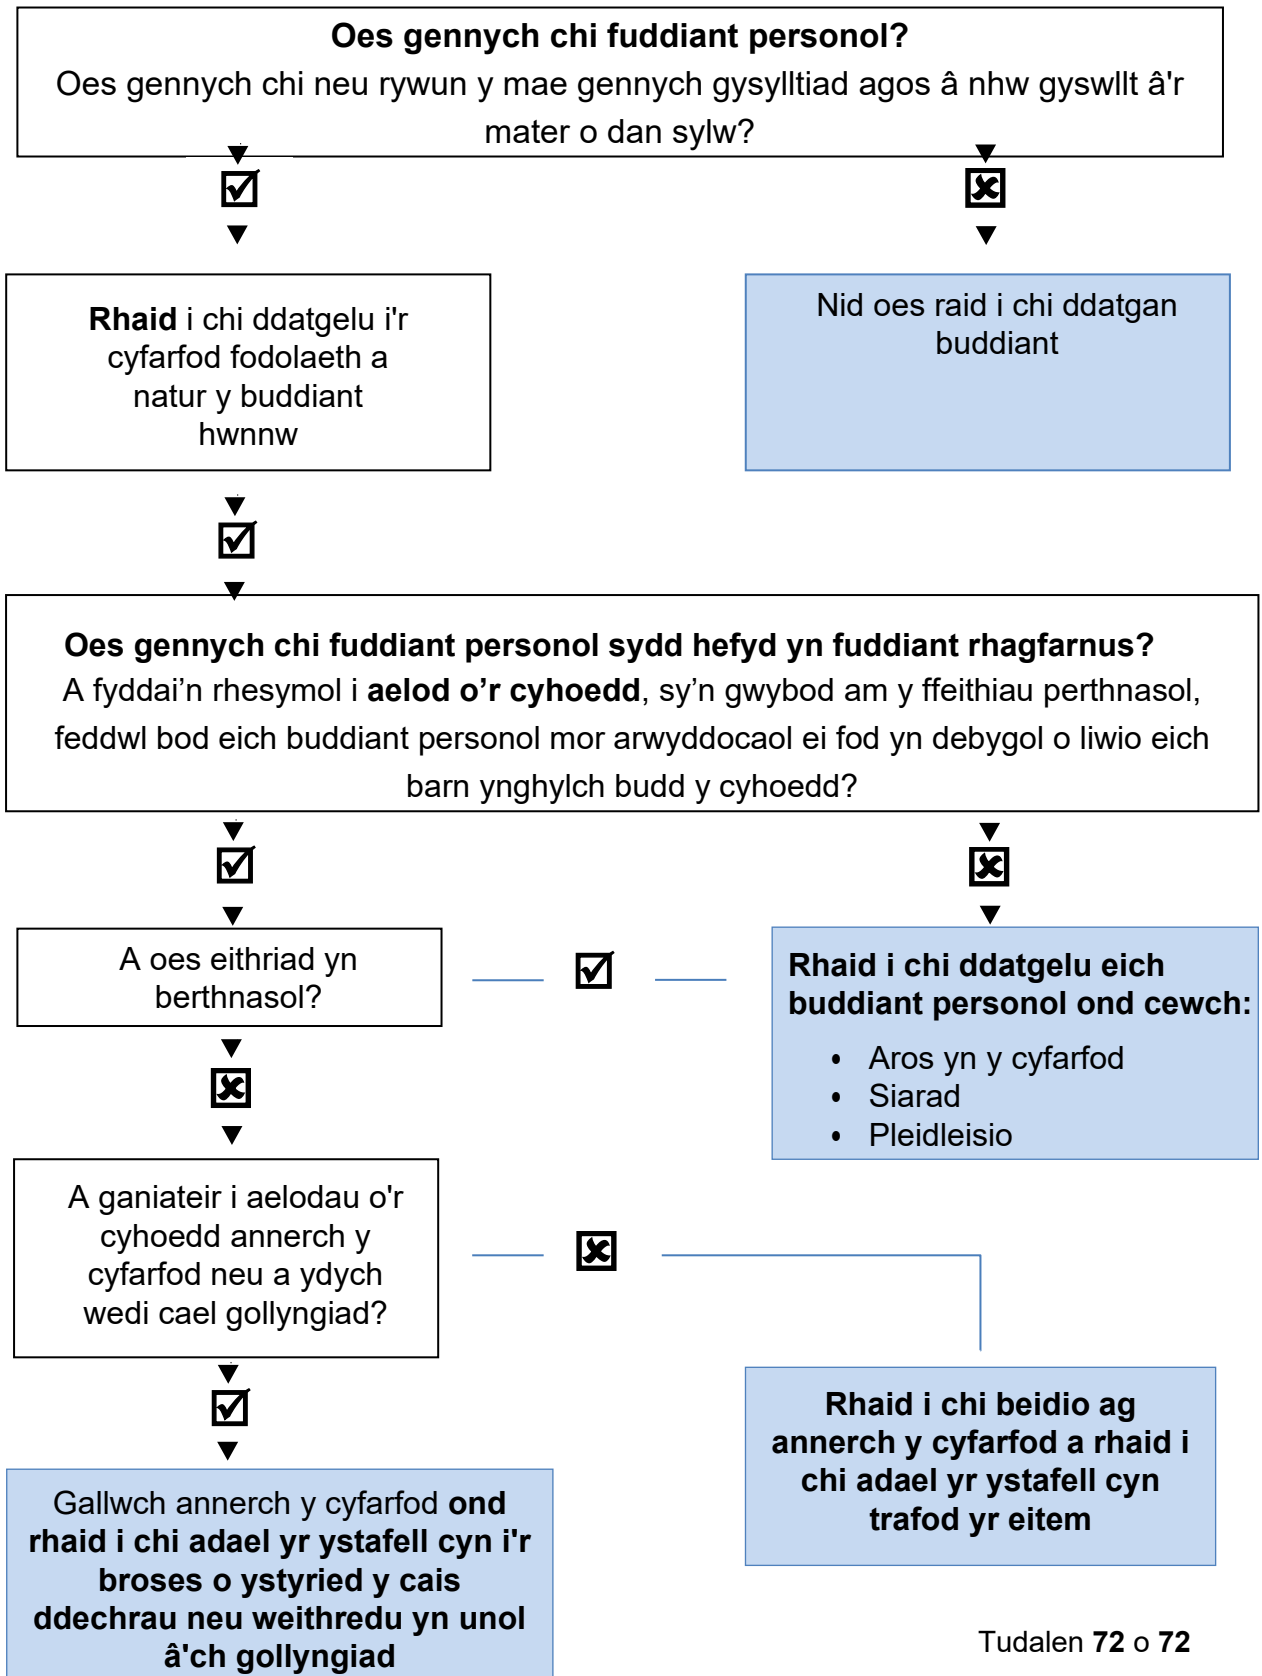 Oes gennych chi fuddiant personol?
Oes gennych chi neu rywun y mae gennych gysylltiad agos â nhw gyswllt â'r
mater o dan sylw?
Rhaid i chi ddatgelu i'r
cyfarfod fodolaeth a
natur y buddiant
hwnnw
Nid oes raid i chi ddatgan
buddiant
Oes gennych chi fuddiant personol sydd hefyd yn fuddiant rhagfarnus?
A fyddai’n rhesymol i aelod o’r cyhoedd, sy’n gwybod am y ffeithiau perthnasol,
feddwl bod eich buddiant personol mor arwyddocaol ei fod yn debygol o liwio eich
barn ynghylch budd y cyhoedd?
A oes eithriad yn
berthnasol?
Rhaid i chi ddatgelu eich
buddiant personol ond cewch:
• Aros yn y cyfarfod
• Siarad
• Pleidleisio
A ganiateir i aelodau o'r
cyhoedd annerch y
cyfarfod neu a ydych
wedi cael gollyngiad?
Rhaid i chi beidio ag
annerch y cyfarfod a rhaid i
chi adael yr ystafell cyn
trafod yr eitem
Gallwch annerch y cyfarfod ond
rhaid i chi adael yr ystafell cyn i'r
broses o ystyried y cais
ddechrau neu weithredu yn unol
â'ch gollyngiad
Tudalen 72 o 72